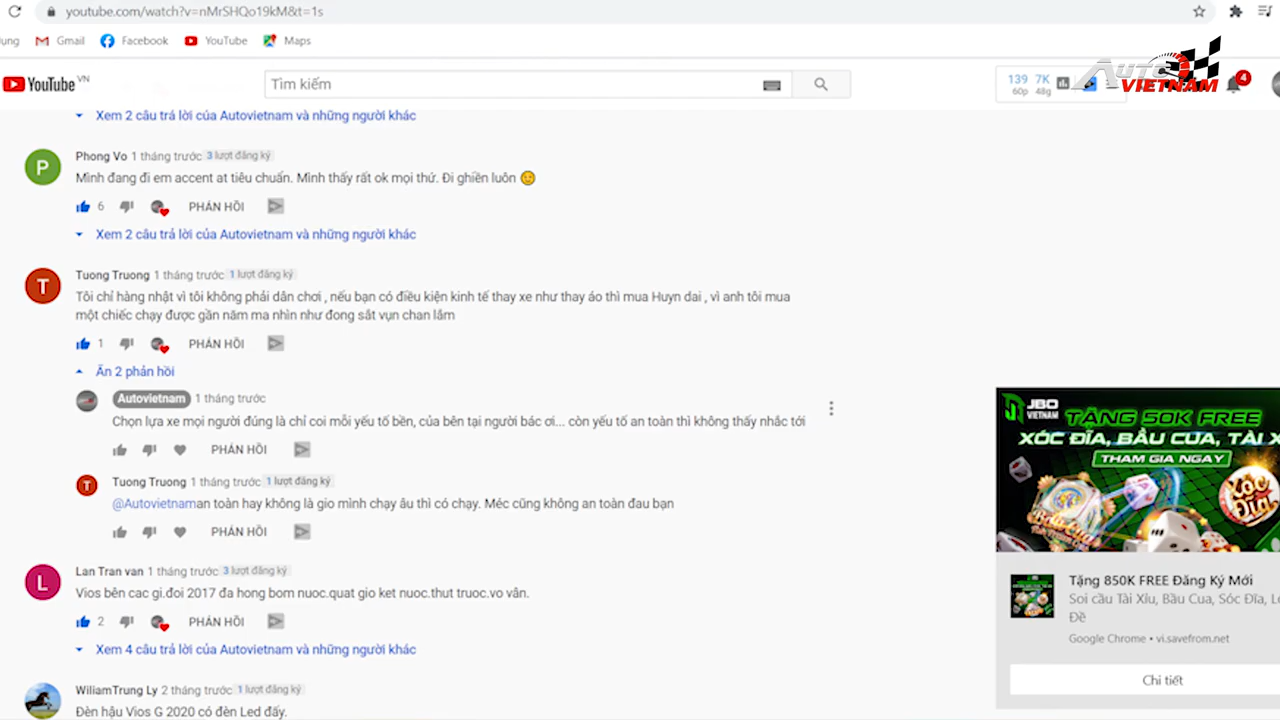 youtube.com/watch?v=nMrSHQo19kM&t=1s
ụng Gmail Facebook YouTube Maps
YouTube VN
Tìm kiếm
139 7K
60p 48g
AUTO
VIETNAM
4
Xem 2 câu trả lời của Autovietnam và những người khác
Phong Vo 1 tháng trước 3 lượt đăng ký
Mình đang đi em accent at tiêu chuẩn. Mình thấy rất ok mọi thứ. Đi ghiền luôn
6 PHẢN HỒI
Xem 2 câu trả lời của Autovietnam và những người khác
T
Tuong Truong 1 tháng trước 1 lượt đăng ký
Tôi chỉ hàng nhật vì tôi không phải dân chơi , nếu bạn có điều kiện kinh tế thay xe như thay áo thì mua Huyn dai , vì anh tôi mua
một chiếc chạy được gần năm ma nhìn như đong sắt vụn chan lắm
1 PHẢN HỒI
Ẩn 2 phản hồi
Autovietnam 1 tháng trước
Chọn lựa xe mọi người đúng là chỉ coi mỗi yếu tố bền, của bên tại người bác ơi... còn yếu tố an toàn thì không thấy nhắc tới
PHẢN HỒI
T
Tuong Truong 1 tháng trước 1 lượt đăng ký
@Autovietnaman toàn hay không là gio mình chạy âu thì có chạy. Méc cũng không an toàn đau bạn
PHẢN HỒI
L
Lan Tran van 1 tháng trước 3 lượt đăng ký
Vios bên cac gi.đoi 2017 đa hong bom nuoc.quat gio ket nuoc.thut truoc.vo vân.
2 PHẢN HỒI
Xem 4 câu trả lời của Autovietnam và những người khác
WiliamTrung Ly 2 tháng trước 1 lượt đăng ký
Đèn hậu Vios G 2020 có đèn Led đấy.
P
JBO
VIETNAM
TẶNG 50K FREE
XÓC ĐĨA, BẦU CUA, TÀI X
THAM GIA NGAY
Xóc
Đĩa
Bầu Cua
Tặng 850K FREE Đăng Ký Mới
Soi cầu Tài Xíu, Bầu Cua, Sóc Đĩa, L
Đề
Google Chrome • vi.savefrom.net
Chi tiết